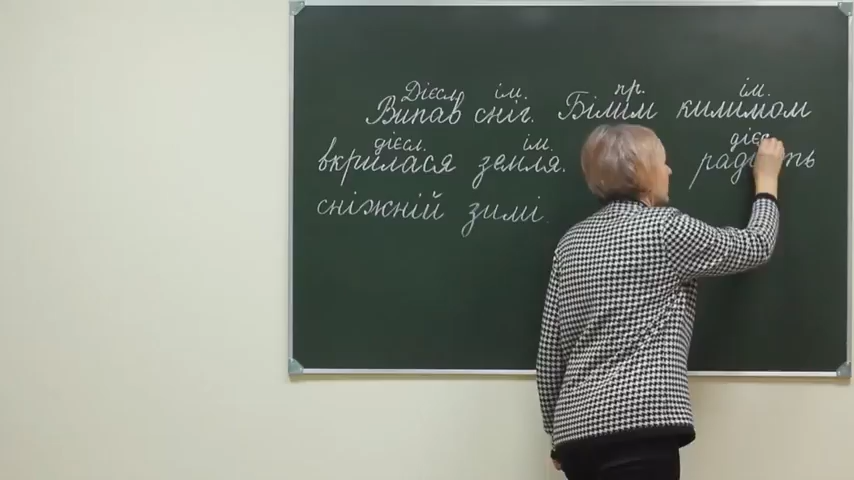 Дієсл. ім. пр. ім.
Випав сніг. Білим килимом
дієсл. ім. дієс
вкрилася земля. 
сніжній зимі.